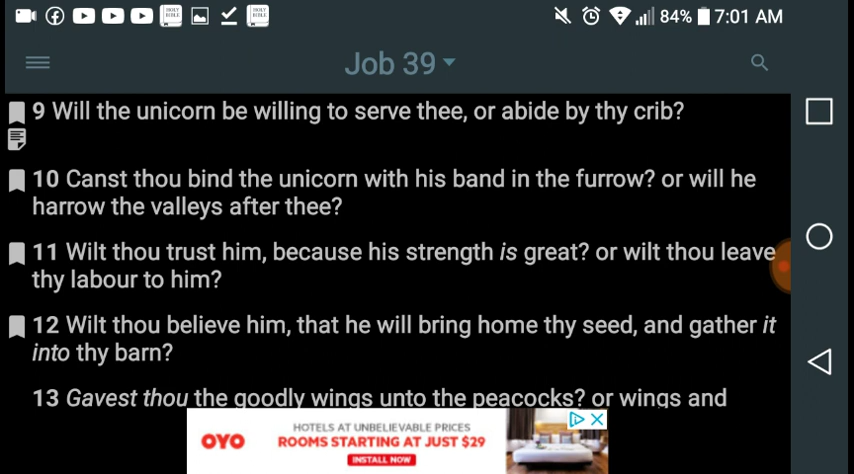 84% 7:01 AM
Job 39
9 Will the unicorn be willing to serve thee, or abide by thy crib?
10 Canst thou bind the unicorn with his band in the furrow? or will he
harrow the valleys after thee?
11 Wilt thou trust him, because his strength is great? or wilt thou leave
thy labour to him?
12 Wilt thou believe him, that he will bring home thy seed, and gather it
into thy barn?
13 Gavest thou the goodly wings unto the peacocks? or wings and
OYO
HOTELS AT UNBELIEVABLE PRICES
ROOMS STARTING AT JUST $29
INSTALL NOW